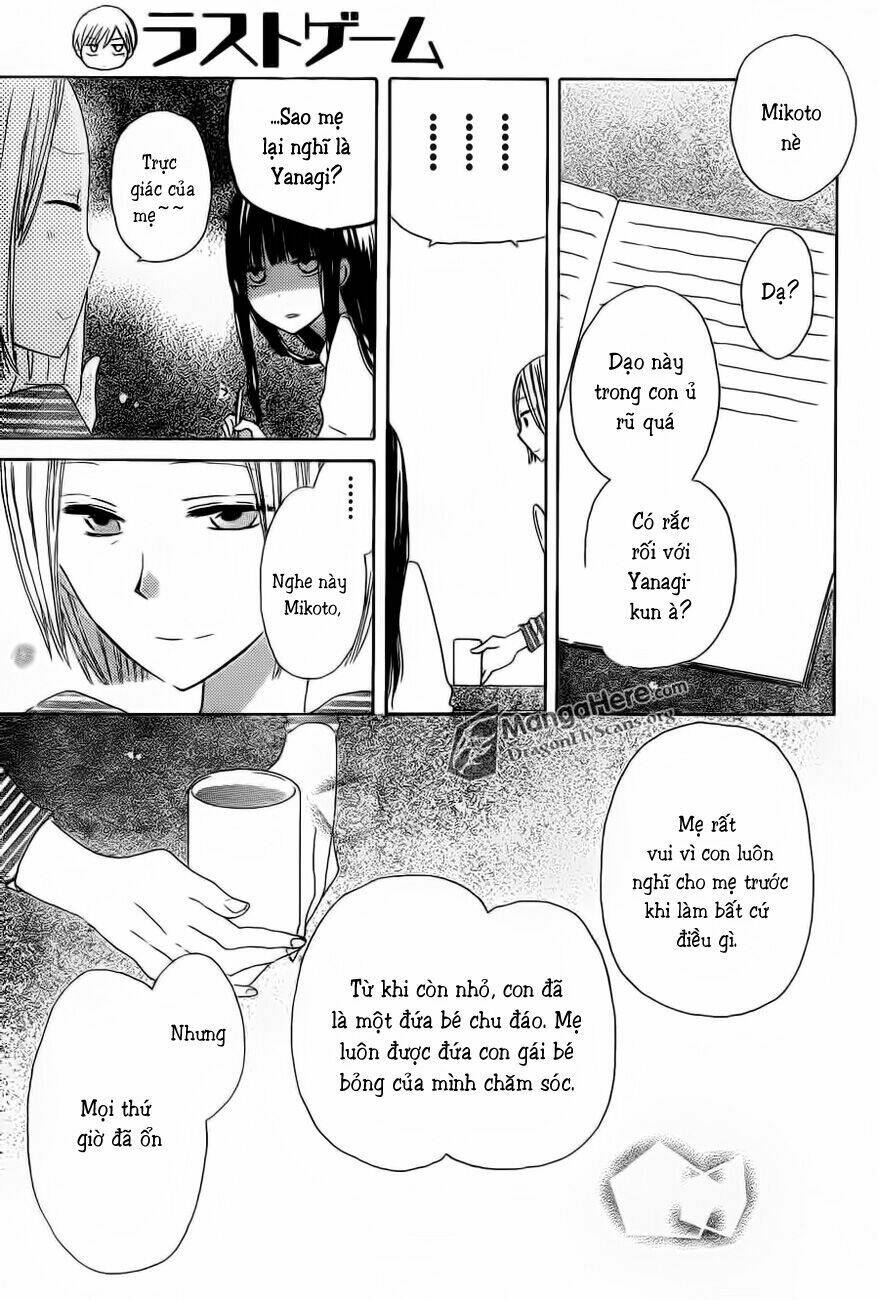 ラストゲーム
Mikoto
nè
Dạ?
Dạo này
trong con ủ
rũ quá
Có rắc
rối với
Yanagi-
kun à?
...Sao mẹ
lại nghĩ là
Yanagi?
Trực
giác của
mẹ~~
Nghe này
Mikoto,
MangaHere.com
Mẹ rất
vui vì con luôn
nghĩ cho mẹ trước
khi làm bất cứ
điều gì.
Từ khi còn nhỏ, con đã
là một đứa bé chu đáo. Mẹ
luôn được đứa con gái bé
bỏng của mình chăm sóc.
Nhưng
Mọi thứ
giờ đã ổn